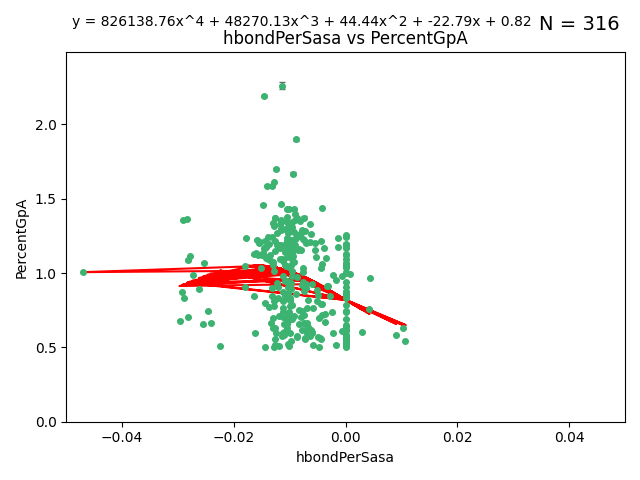 y = 826138.76x^4 + 48270.13x^3 + 44.44x^2 + -22.79x + 0.82 N = 316
hbondPerSasa vs PercentGpA
2.0
1.5
1.0
0.5
0.0
PercentGpA
−0.04 −0.02 0.00 0.02 0.04
hbondPerSasa